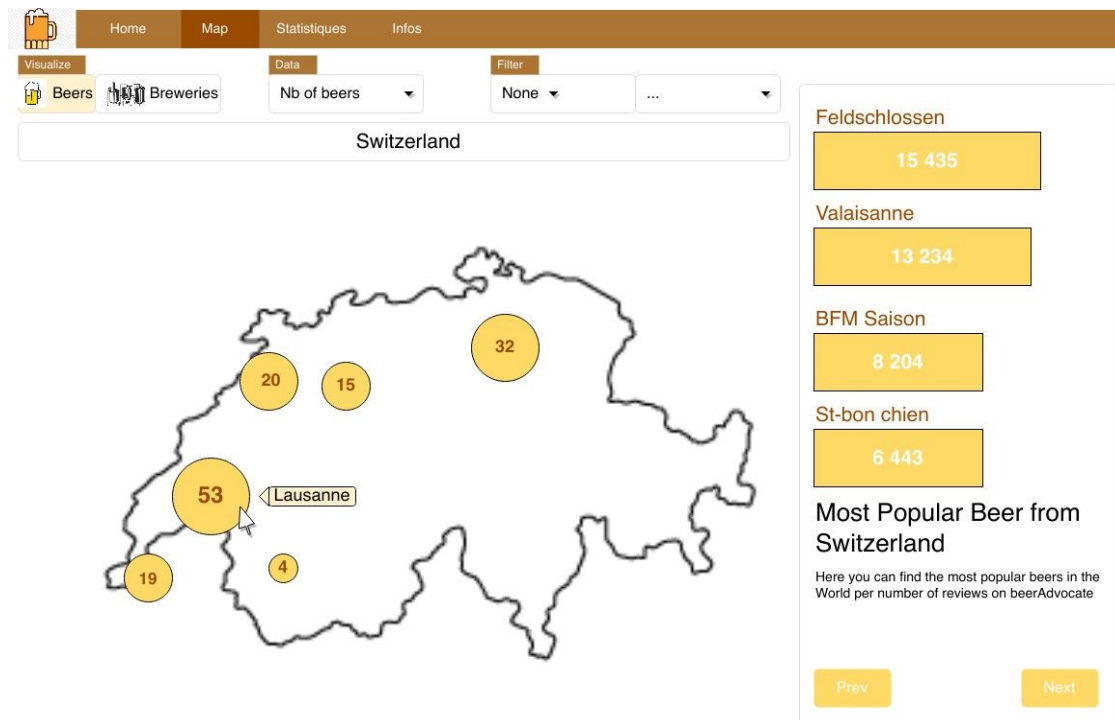 Home Map Statistiques Infos
Visualize Data Filter
Beers Breweries Nb of beers None ...
Switzerland
32
20
15
53
Lausanne
4
19
Feldschlossen
15 435
Valaisanne
13 234
BFM Saison
8 204
St-bon chien
6 443
Most Popular Beer from
Switzerland
Here you can find the most popular beers in the
World per number of reviews on beerAdvocate
Prev Next